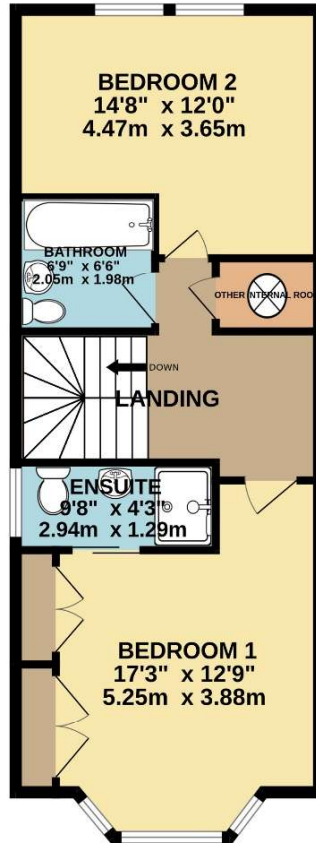 BEDROOM 2
14'8" x 12'0"
4.47m x 3.65m
BATHROOM
6'9" x 6'6"
2.05m x 1.98m
OTHER INTERNAL ROO
DOWN
LANDING
ENSUITE
9'8" x 4'3"
2.94m x 1.29m
BEDROOM 1
17'3" x 12'9"
5.25m x 3.88m